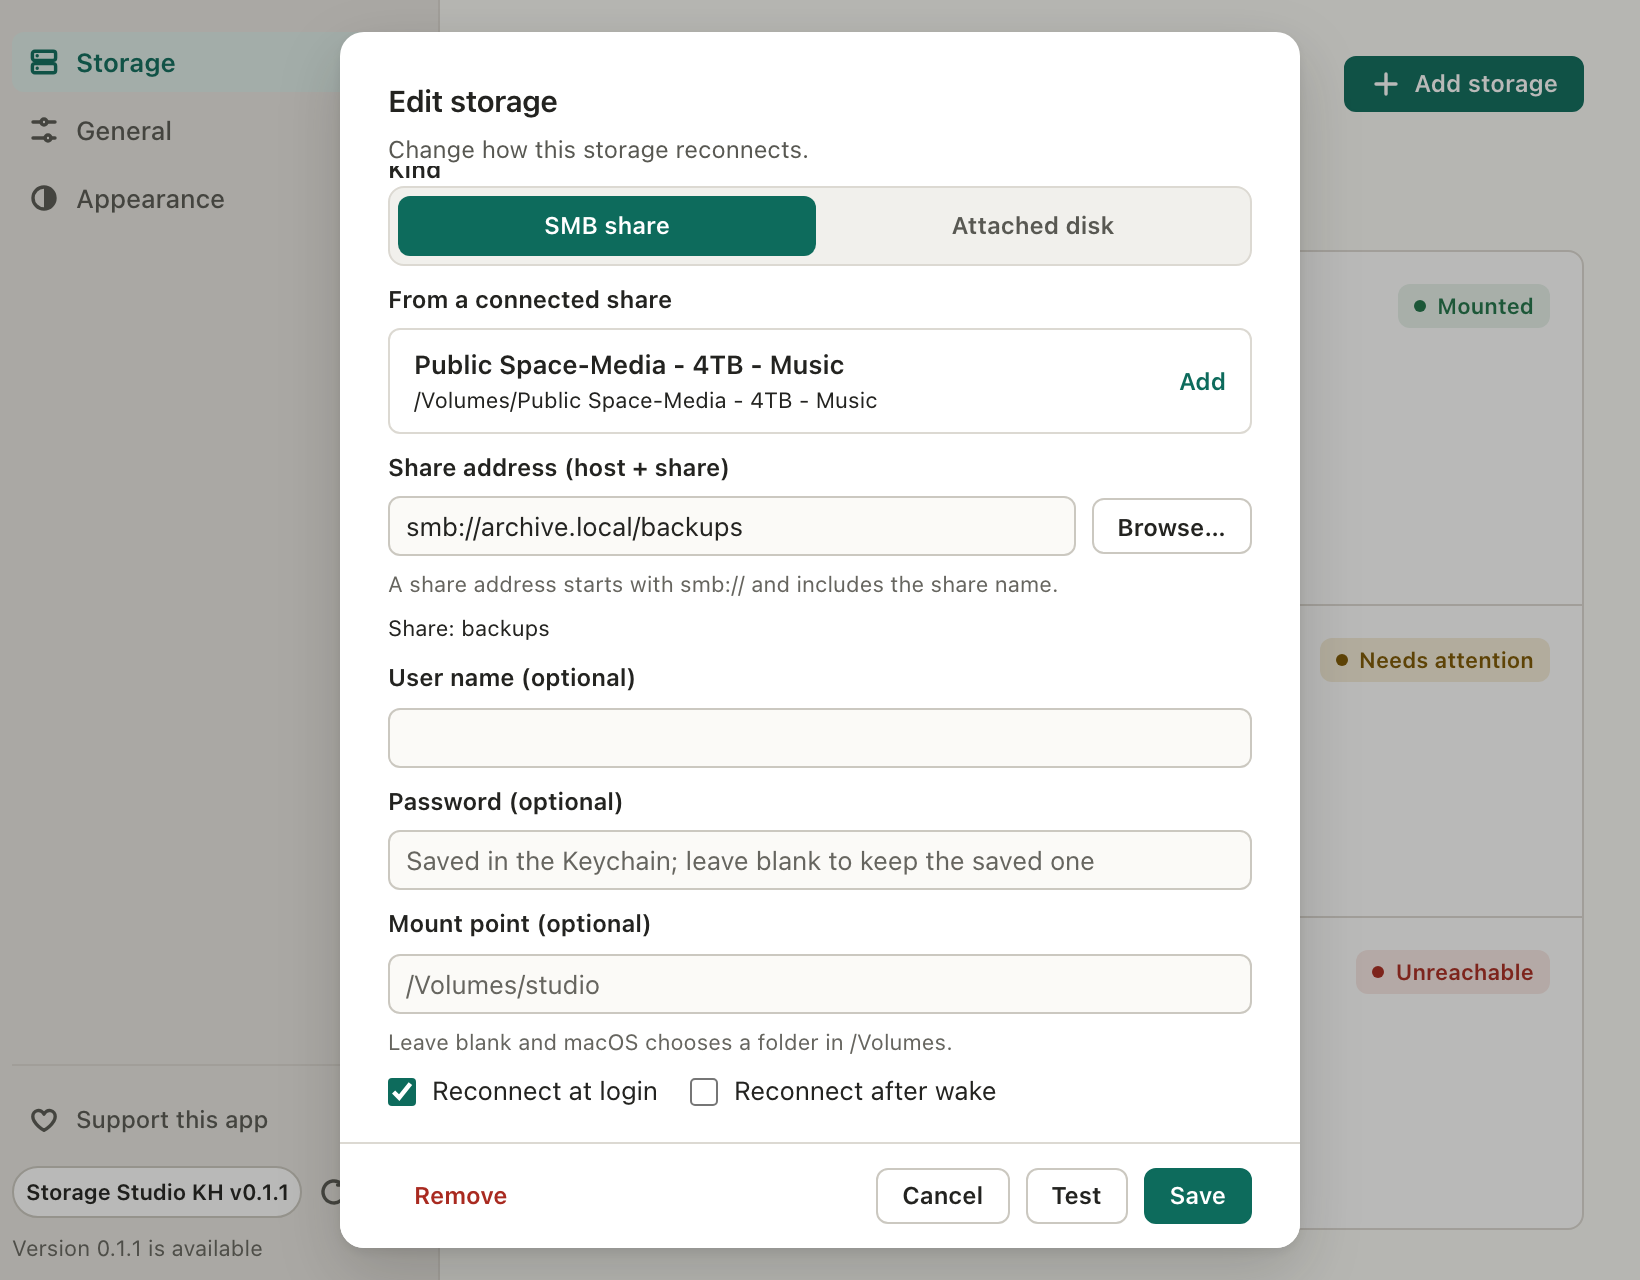 Storage
General
Appearance
Add storage
Mounted
Needs attention
Unreachable
Edit storage
Change how this storage reconnects.
Kind
SMB share
Attached disk
From a connected share
Public Space-Media - 4TB - Music
/Volumes/Public Space-Media - 4TB - Music
Add
Share address (host + share)
smb://archive.local/backups
Browse...
A share address starts with smb:// and includes the share name.
Share: backups
User name (optional)
Password (optional)
Saved in the Keychain; leave blank to keep the saved one
Mount point (optional)
/Volumes/studio
Leave blank and macOS chooses a folder in /Volumes.
Reconnect at login
Reconnect after wake
Remove
Cancel
Test
Save
Support this app
Storage Studio KH v0.1.1
Version 0.1.1 is available